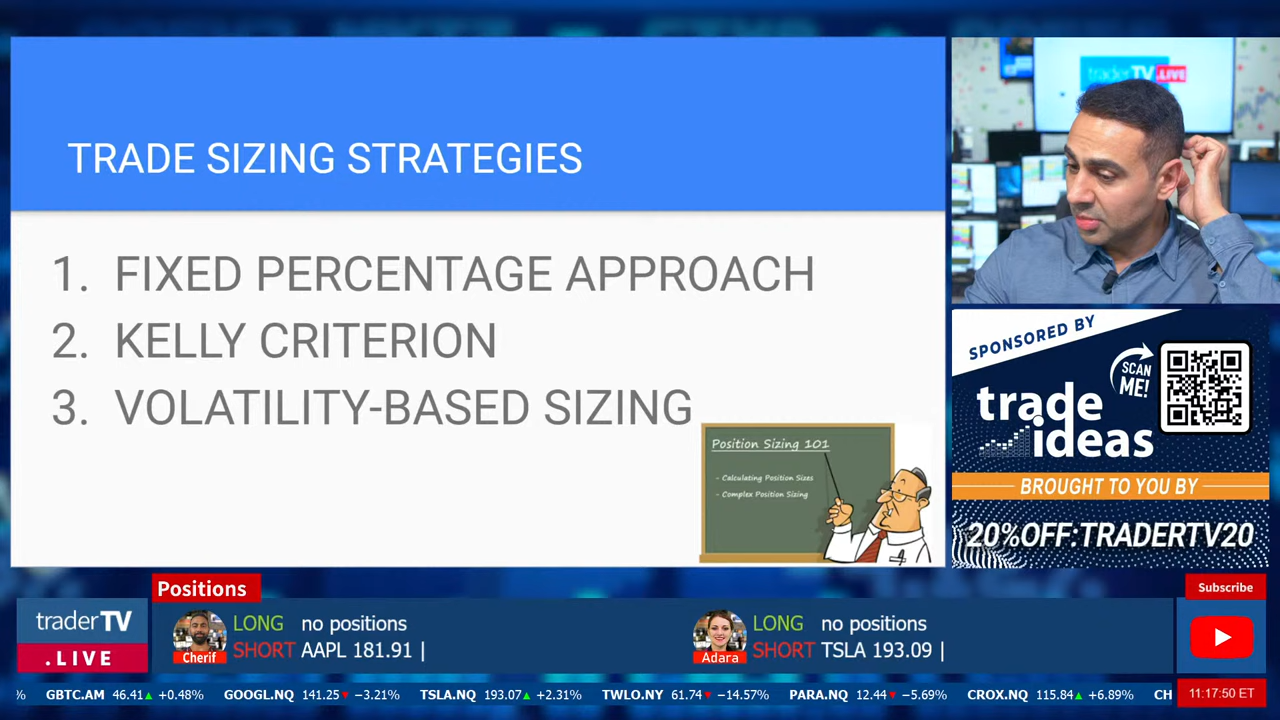 TRADE SIZING STRATEGIES
1. FIXED PERCENTAGE APPROACH
2. KELLY CRITERION
3. VOLATILITY-BASED SIZING
Position Sizing 101
- Calculating Position Sizes
- Complex Position Sizing
traderTV.LIVE
SPONSORED BY
SCAN
ME!
trade
ideas
BROUGHT TO YOU BY
20%OFF:TRADERTV20
Positions
Subscribe
traderTV
.LIVE
Cherif
LONG no positions
SHORT AAPL 181.91 |
Adara
LONG no positions
SHORT TSLA 193.09 |
% GBTC.AM 46.41▲ +0.48% GOOGL.NQ 141.25▼ −3.21% TSLA.NQ 193.07▲ +2.31% TWLO.NY 61.74▼ −14.57% PARA.NQ 12.44▼ −5.69% CROX.NQ 115.84▲ +6.89% CH
11:17:50 ET